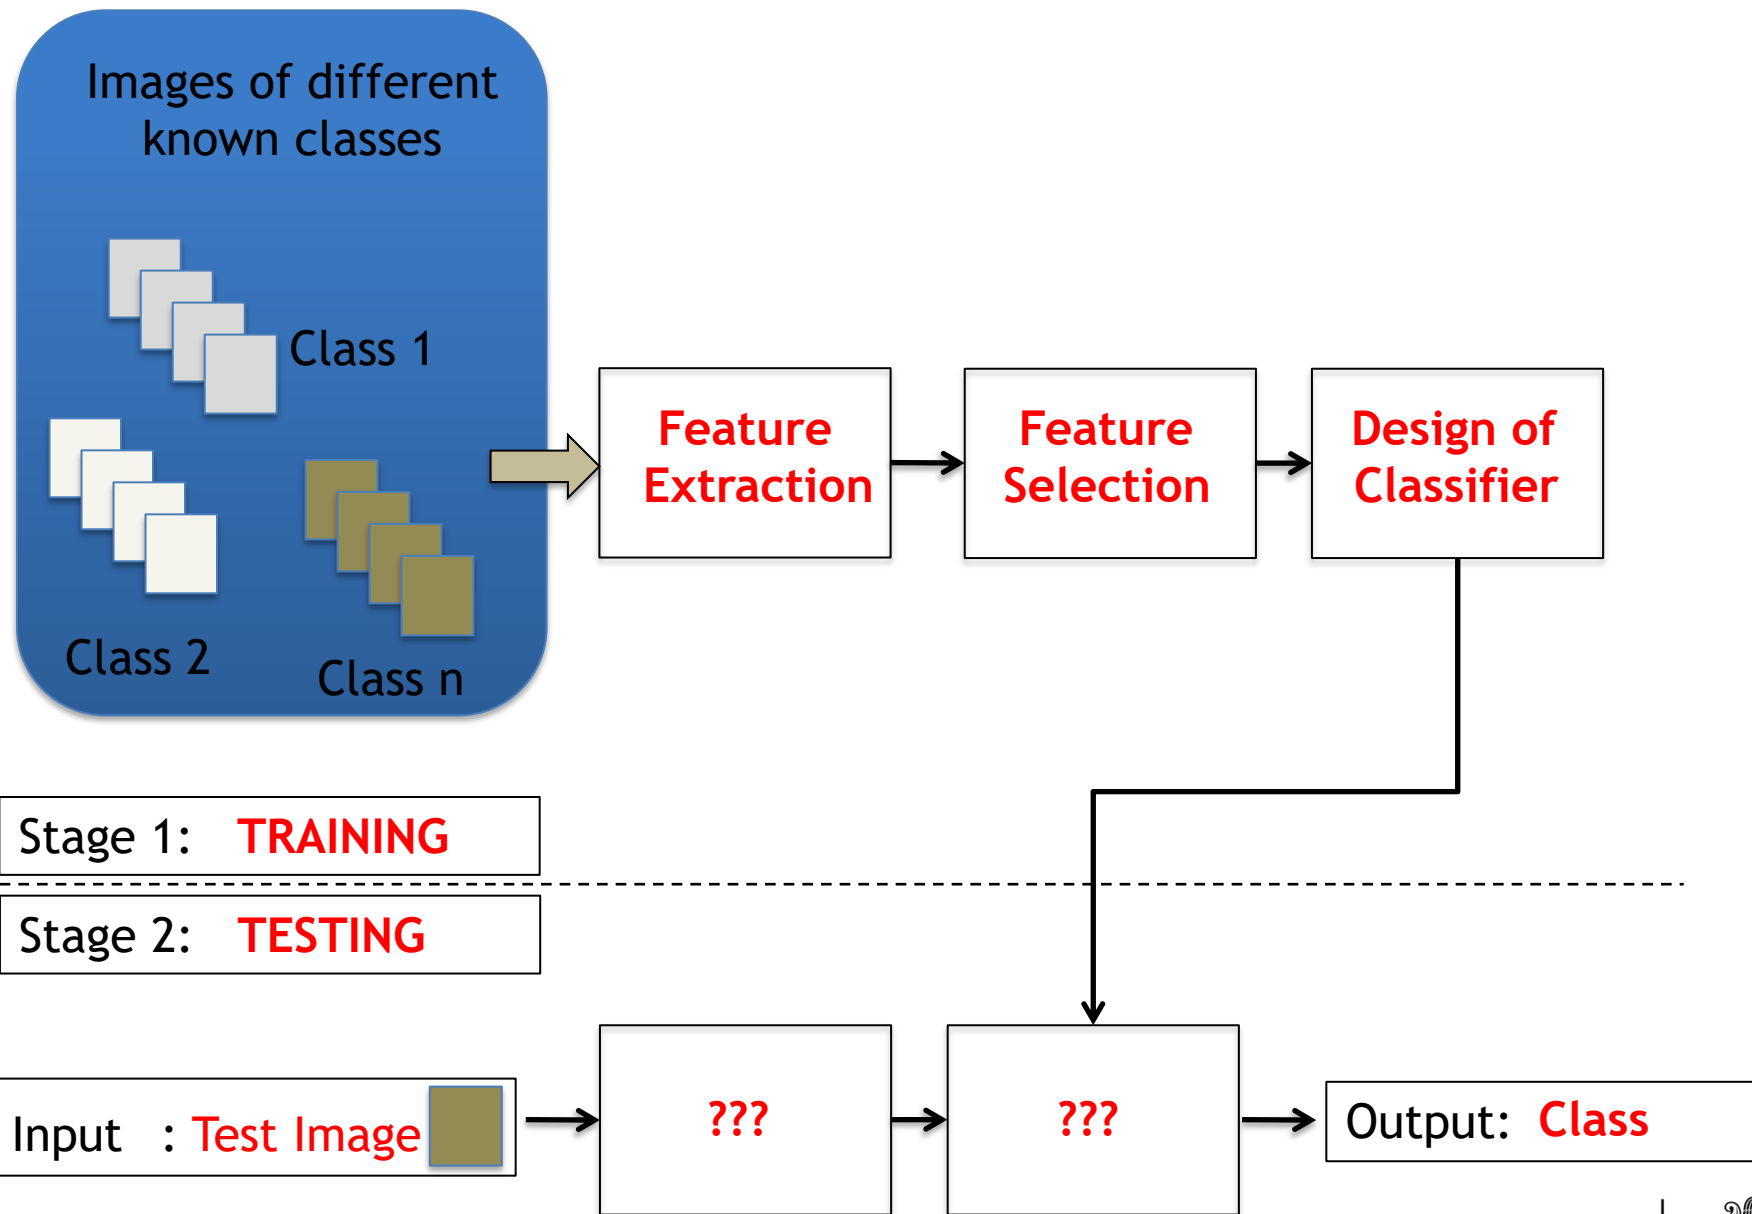 Images of different
known classes
Class 1
Class 2
Class n
Feature
Extraction
Feature
Selection
Design of
Classifier
Stage 1: TRAINING
Stage 2: TESTING
Input : Test Image
???
???
Output: Class